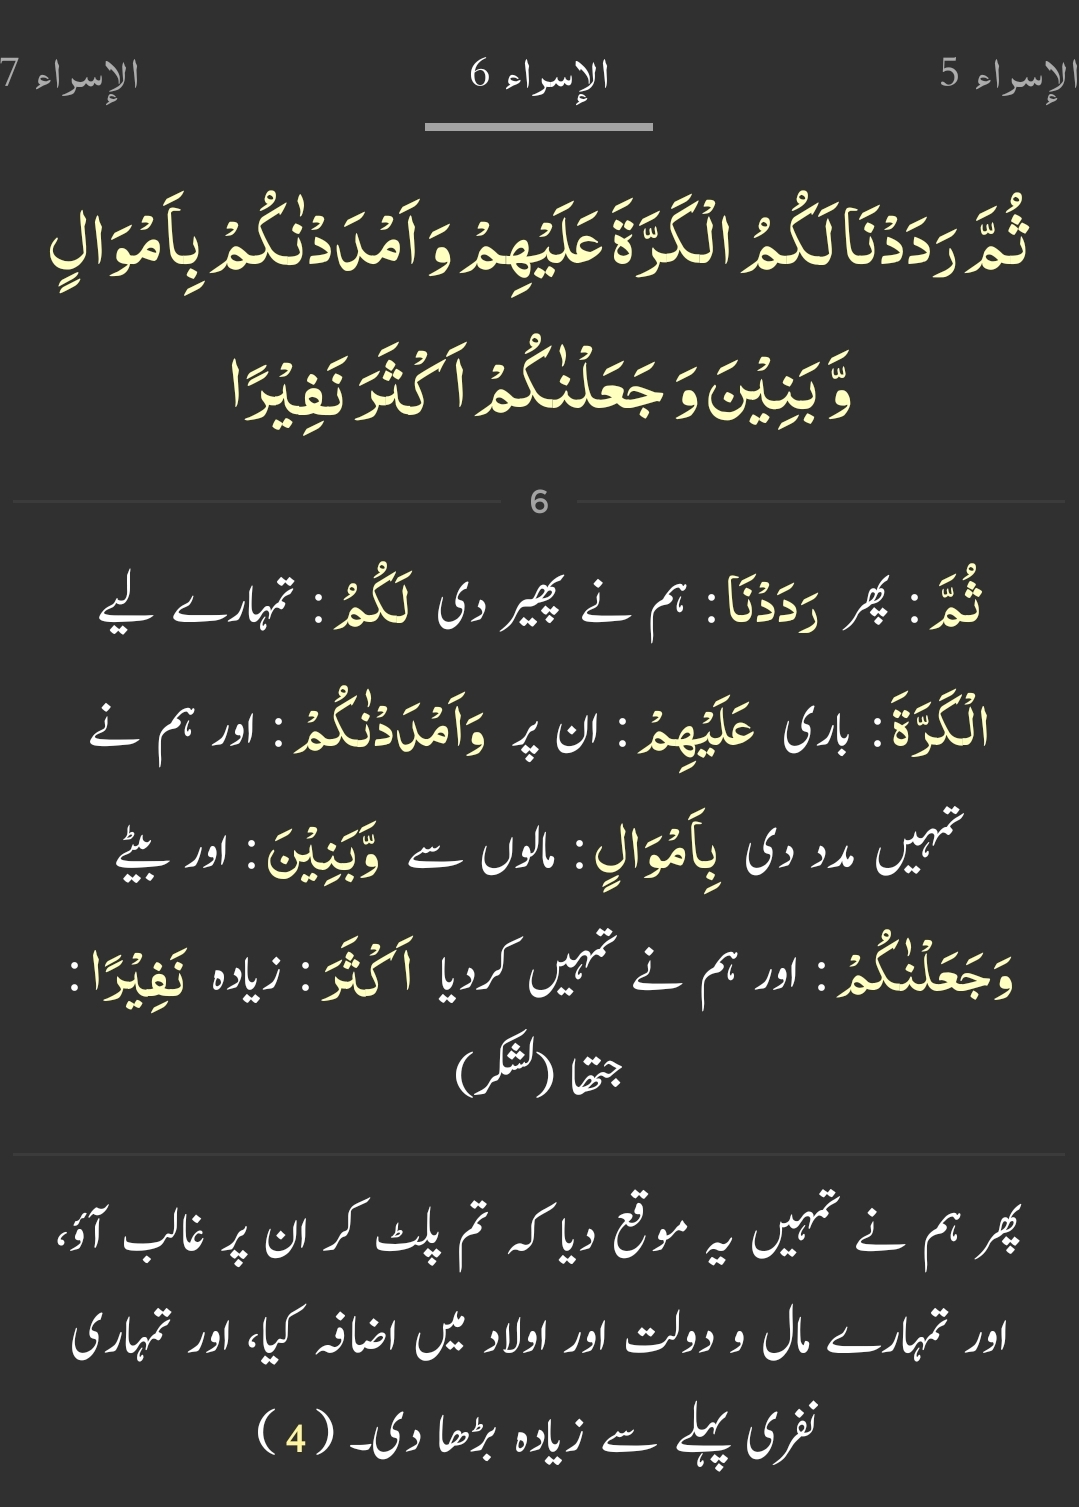 الإسراء 5 الإسراء 6 الإسراء 7
ثُمَّ رَدَدْنَا لَكُمُ الْكَرَّةَ عَلَيْهِمْ وَ اَمْدَدْنٰكُمْ بِاَمْوَالٍ
وَّ بَنِيْنَ وَ جَعَلْنٰكُمْ اَكْثَرَ نَفِيْرًا
6
ثُمَّ : پھر رَدَدْنَا : ہم نے پھیر دی لَكُمُ : تمہارے لیے
الْكَرَّةَ : باری عَلَيْهِمْ : ان پر وَاَمْدَدْنٰكُمْ : اور ہم نے
تمہیں مدد دی بِاَمْوَالٍ : مالوں سے وَّبَنِيْنَ : اور بیٹے
وَجَعَلْنٰكُمْ : اور ہم نے تمہیں کردیا اَكْثَرَ : زیادہ نَفِيْرًا :
جتھا (لشکر)
پھر ہم نے تمہیں یہ موقع دیا کہ تم پلٹ کر ان پر غالب آؤ،
اور تمہارے مال و دولت اور اولاد میں اضافہ کیا، اور تمہاری
نفری پہلے سے زیادہ بڑھا دی۔ (4)